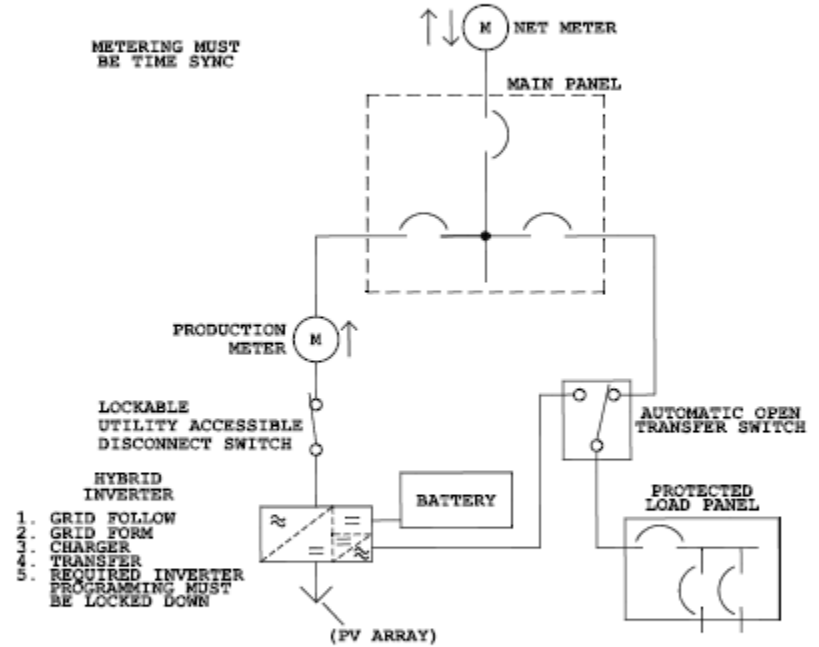 METERING MUST
BE TIME SYNC
M
NET METER
MAIN PANEL
PRODUCTION
METER
M
LOCKABLE
UTILITY ACCESSIBLE
DISCONNECT SWITCH
AUTOMATIC OPEN
TRANSFER SWITCH
HYBRID
INVERTER
1. GRID FOLLOW
2. GRID FORM
3. CHARGER
4. TRANSFER
5. REQUIRED INVERTER
PROGRAMMING MUST
BE LOCKED DOWN
BATTERY
PROTECTED
LOAD PANEL
(PV ARRAY)